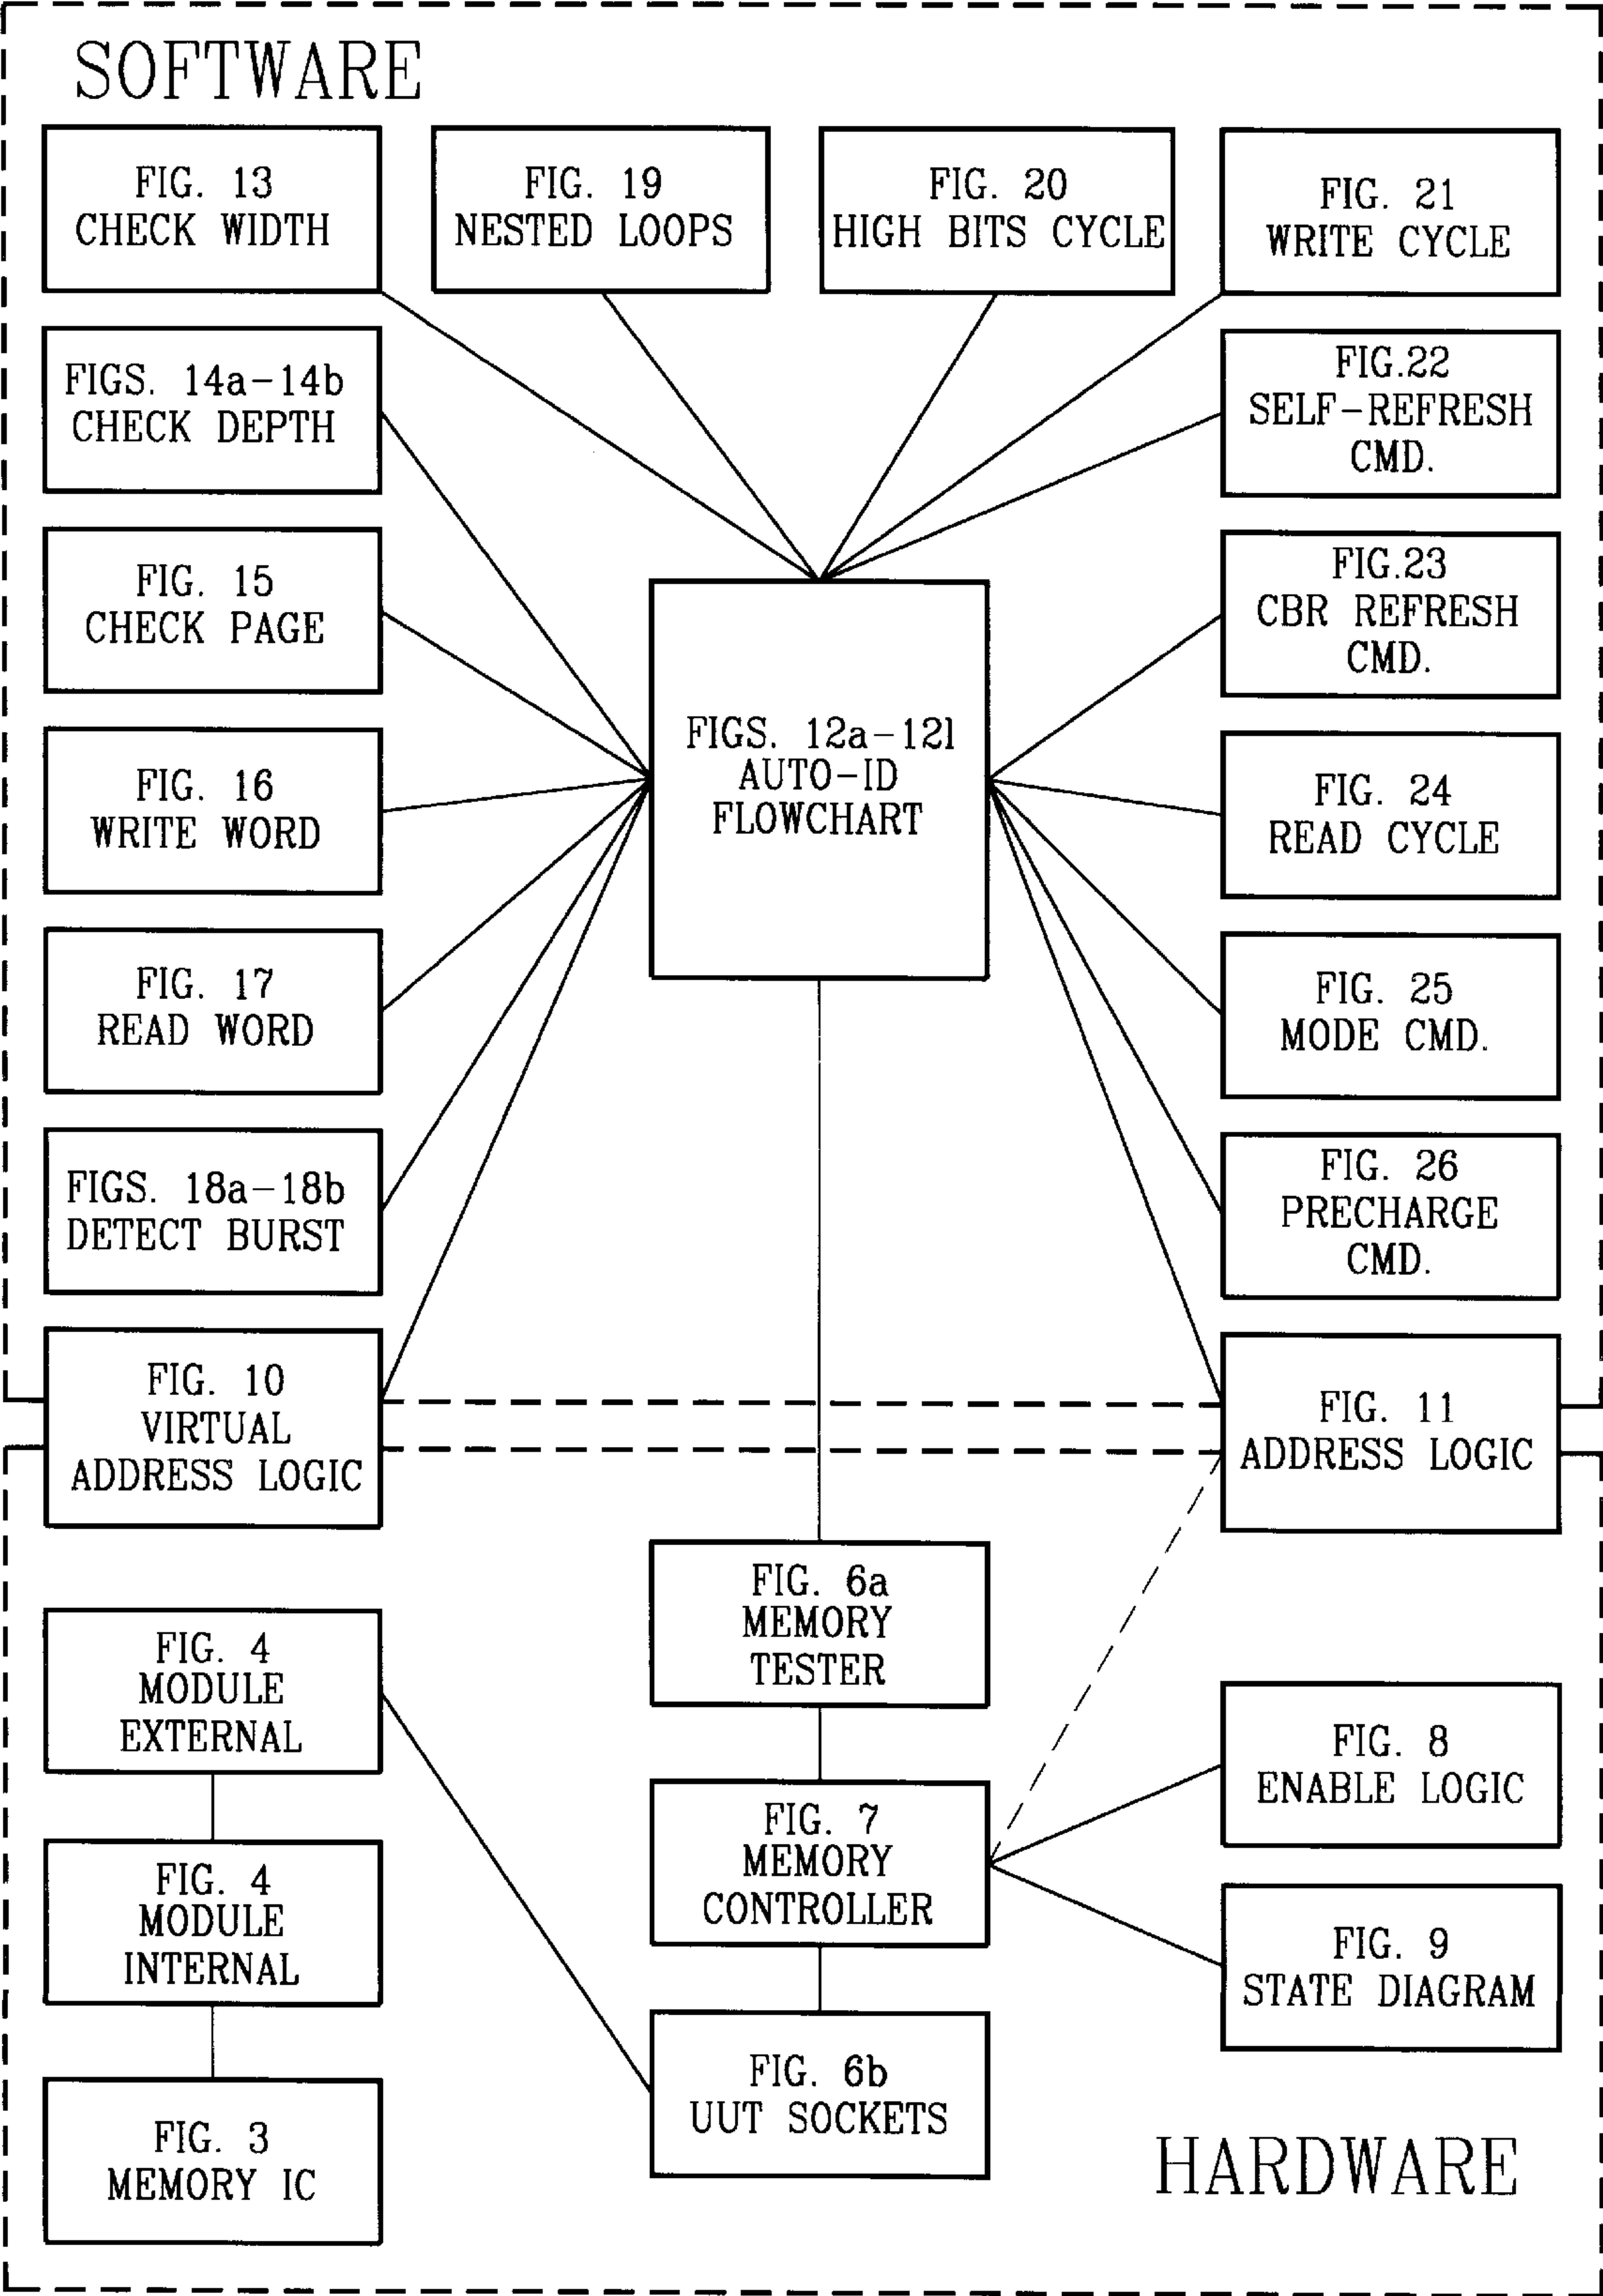 SOFTWARE
FIG. 13
CHECK WIDTH
FIG. 19
NESTED LOOPS
FIG. 20
HIGH BITS CYCLE
FIG. 21
WRITE CYCLE
FIGS. 14a-14b
CHECK DEPTH
FIG.22
SELF-REFRESH
CMD.
FIG. 15
CHECK PAGE
FIG.23
CBR REFRESH
CMD.
FIGS. 12a-12l
AUTO-ID
FLOWCHART
FIG. 16
WRITE WORD
FIG. 24
READ CYCLE
FIG. 17
READ WORD
FIG. 25
MODE CMD.
FIGS. 18a-18b
DETECT BURST
FIG. 26
PRECHARGE
CMD.
FIG. 10
VIRTUAL
ADDRESS LOGIC
FIG. 11
ADDRESS LOGIC
FIG. 6a
MEMORY
TESTER
FIG. 4
MODULE
EXTERNAL
FIG. 8
ENABLE LOGIC
FIG. 7
MEMORY
CONTROLLER
FIG. 4
MODULE
INTERNAL
FIG. 9
STATE DIAGRAM
FIG. 6b
UUT SOCKETS
FIG. 3
MEMORY IC
HARDWARE